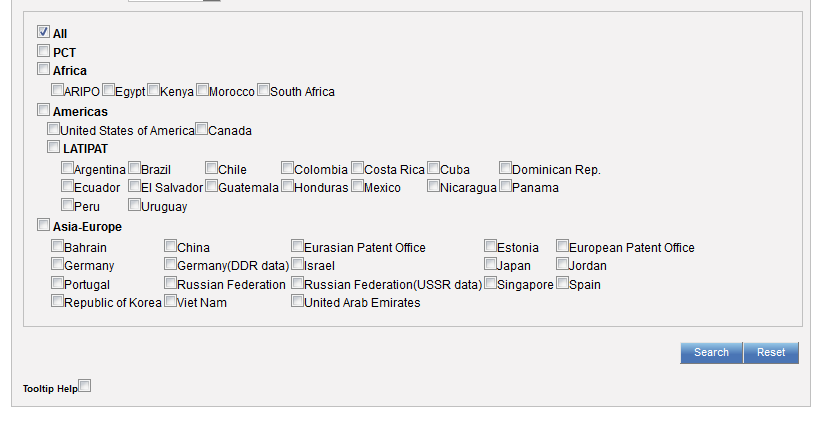 All
PCT
Africa
ARIPO Egypt Kenya Morocco South Africa
Americas
United States of America Canada
LATIPAT
Argentina Brazil Chile Colombia Costa Rica Cuba Dominican Rep.
Ecuador El Salvador Guatemala Honduras Mexico Nicaragua Panama
Peru Uruguay
Asia-Europe
Bahrain China Eurasian Patent Office Estonia European Patent Office
Germany Germany(DDR data) Israel Japan Jordan
Portugal Russian Federation Russian Federation(USSR data) Singapore Spain
Republic of Korea Viet Nam United Arab Emirates
Search Reset
Tooltip Help